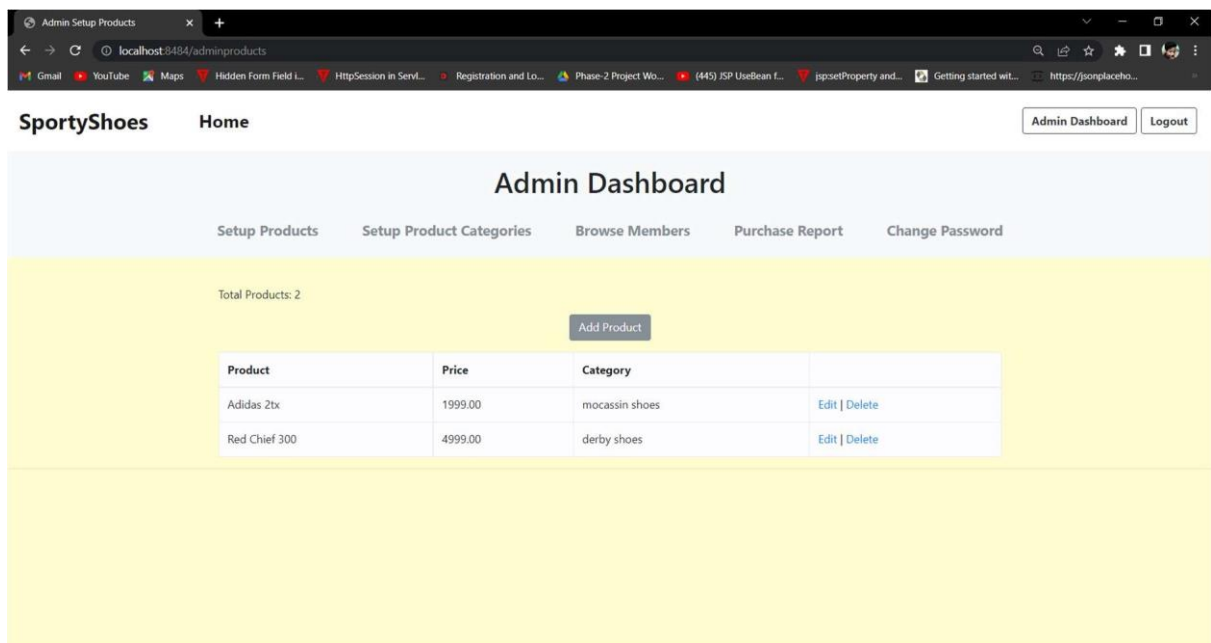 Admin Setup Products
localhost:8484/adminproducts
Gmail YouTube Maps Hidden Form Field i... HttpSession in Servl... Registration and Lo... Phase-2 Project Wo... (445) JSP UseBean f... jsp:setProperty and... Getting started wit... https://jsonplaceho...
SportyShoes Home Admin Dashboard Logout
Admin Dashboard
Setup Products Setup Product Categories Browse Members Purchase Report Change Password
Total Products: 2
Add Product
Product Price Category
Adidas 2tx 1999.00 mocassin shoes Edit | Delete
Red Chief 300 4999.00 derby shoes Edit | Delete